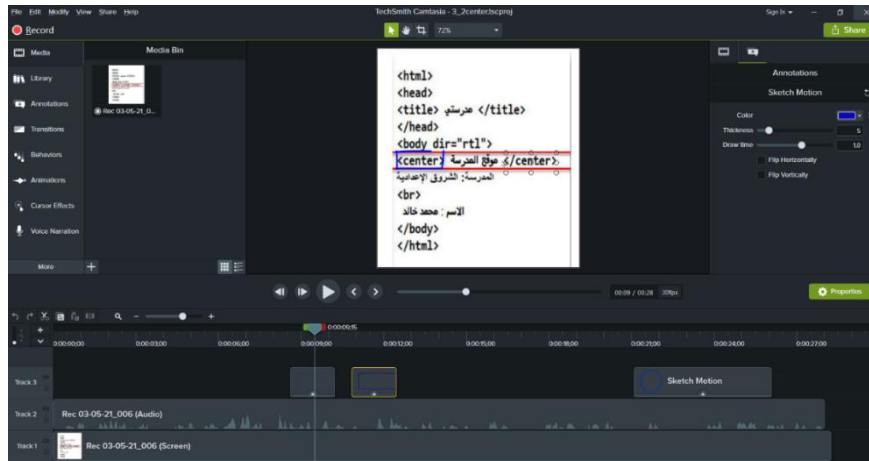 File Edit Modify View Share Help
TechSmith Camtasia - 3_2center.tscproj
Sign In
Record
72%
Share
Media
Library
Annotations
Transitions
Behaviors
Animations
Cursor Effects
Voice Narration
More
Media Bin
Rec 03-05-21_0...
<html>
<head>
<title> مدرستي </title>
</head>
<body dir="rtl">
<center> موقع المدرسة </center>
المدرسة: الشروق الإعدادية
<br>
الاسم : محمد خالد
</body>
</html>
Annotations
Sketch Motion
Color
Thickness 5
Draw time 1.0
Flip Horizontally
Flip Vertically
00:09 / 00:28 30fps
Properties
0:00:09;15
0:00:00;00 0:00:03;00 0:00:06;00 0:00:09;00 0:00:12;00 0:00:15;00 0:00:18;00 0:00:21;00 0:00:24;00 0:00:27;00
Track 3
Sketch Motion
Track 2
Rec 03-05-21_006 (Audio)
Track 1
Rec 03-05-21_006 (Screen)